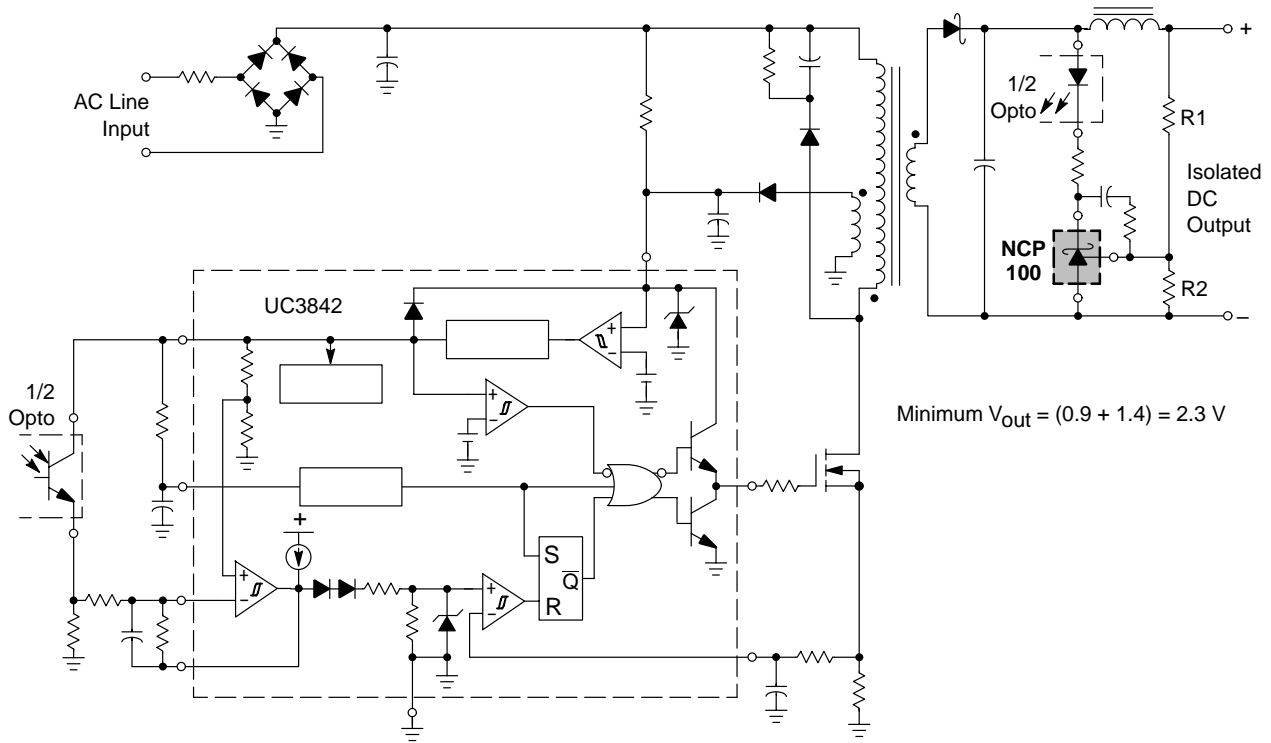 +
1/2
Opto
R1
AC Line
Input
Isolated
DC
Output
NCP
100
R2
–
UC3842
+
–
+
–
1/2
Opto
Minimum Vout = (0.9 + 1.4) = 2.3 V
+
S
Q
R
+
–
+
–